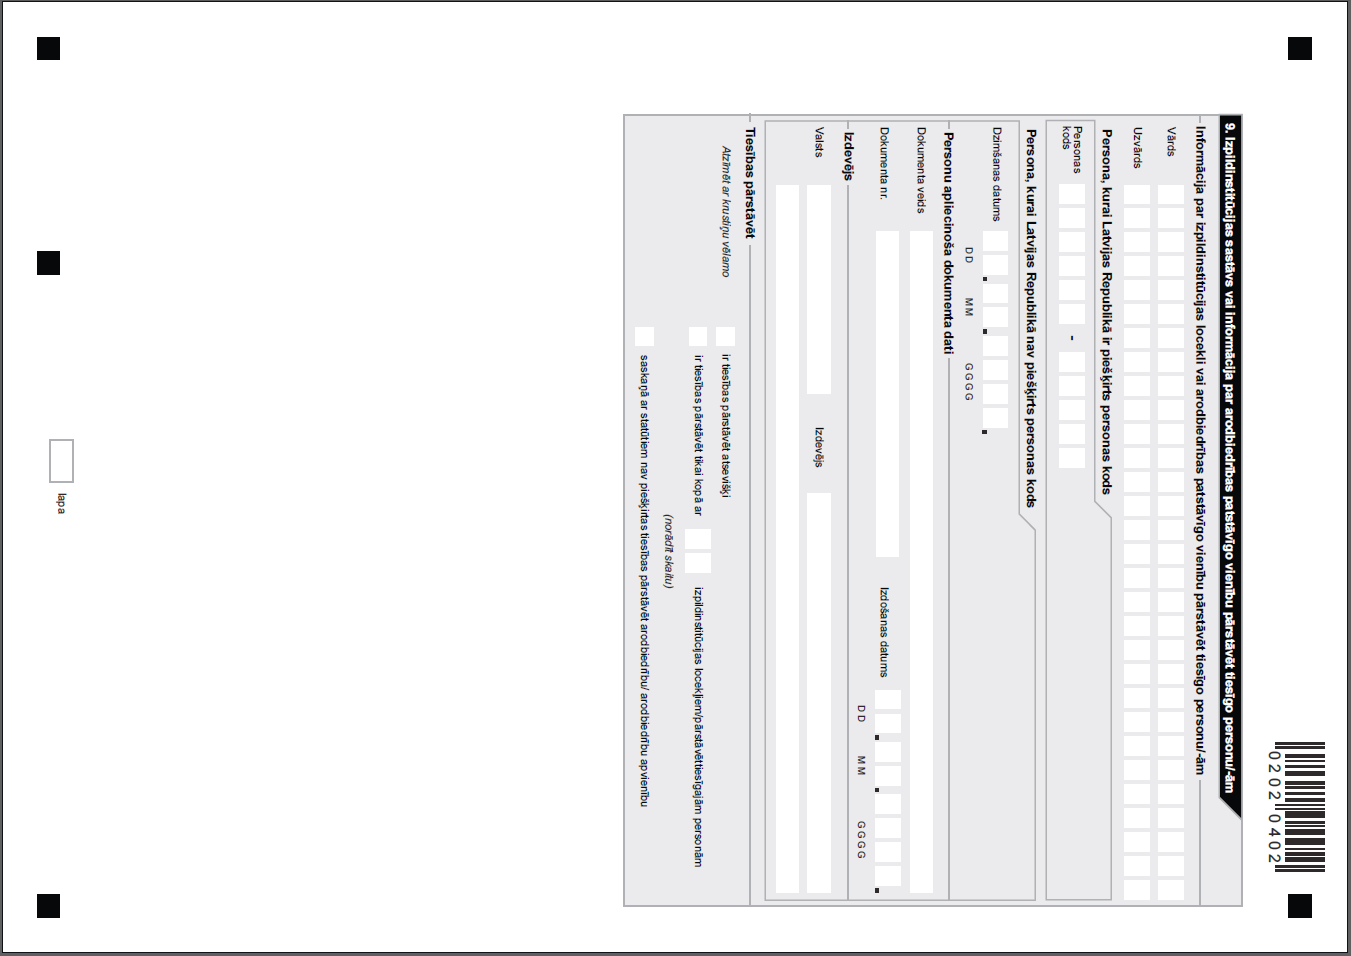 0202 0402
9. Izpildinstitūcijas sastāvs vai informācija par arodbiedrības patstāvīgo vienību pārstāvēt tiesīgo personu/-ām
Informācija par izpildinstitūcijas locekli vai arodbiedrības patstāvīgo vienību pārstāvēt tiesīgo personu/-ām
Vārds
Uzvārds
Persona, kurai Latvijas Republikā ir piešķirts personas kods
Personas
kods
-
Persona, kurai Latvijas Republikā nav piešķirts personas kods
Dzimšanas datums
DD MM GGGG
Personu apliecinoša dokumenta dati
Dokumenta veids
Dokumenta nr. Izdošanas datums
DD MM GGGG
Izdevējs
Valsts Izdevējs
Tiesības pārstāvēt
Atzīmēt ar krustiņu vēlamo
ir tiesības pārstāvēt atsevišķi
ir tiesības pārstāvēt tikai kopā ar izpildinstitūcijas locekļiem/pārstāvēttiesīgajām personām
(norādīt skaitu)
saskaņā ar statūtiem nav piešķirtas tiesības pārstāvēt arodbiedrību/ arodbiedrību apvienību
lapa